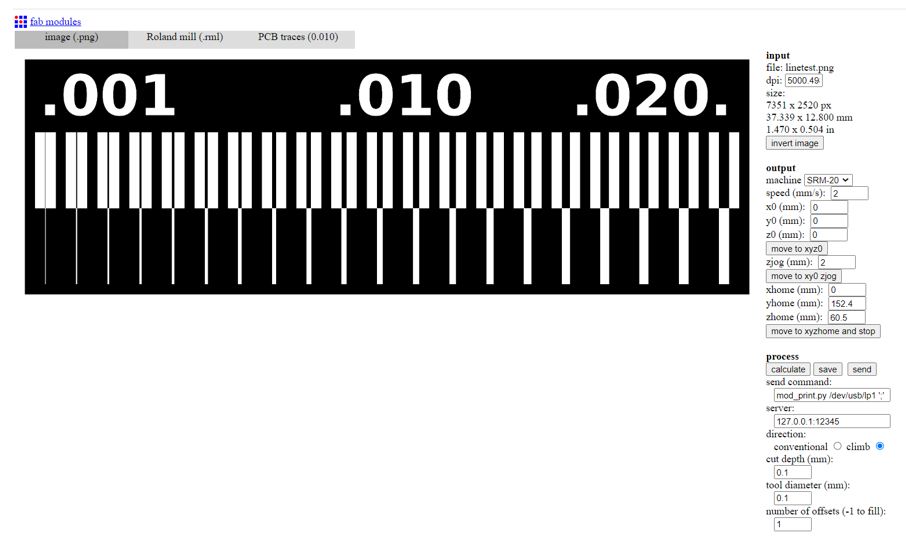 fab modules
image (.png) Roland mill (.rml) PCB traces (0.010)
.001 .010 .020.
input
file: linetest.png
dpi: 5000.49
size:
7351 x 2520 px
37.339 x 12.800 mm
1.470 x 0.504 in
invert image
output
machine SRM-20
speed (mm/s): 2
x0 (mm): 0
y0 (mm): 0
z0 (mm): 0
move to xyz0
zjog (mm): 2
move to xy0 zjog
xhome (mm): 0
yhome (mm): 152.4
zhome (mm): 60.5
move to xyzhome and stop
process
calculate save send
send command:
mod_print.py /dev/usb/lp1 ';'
server:
127.0.0.1:12345
direction:
conventional climb
cut depth (mm):
0.1
tool diameter (mm):
0.1
number of offsets (-1 to fill):
1